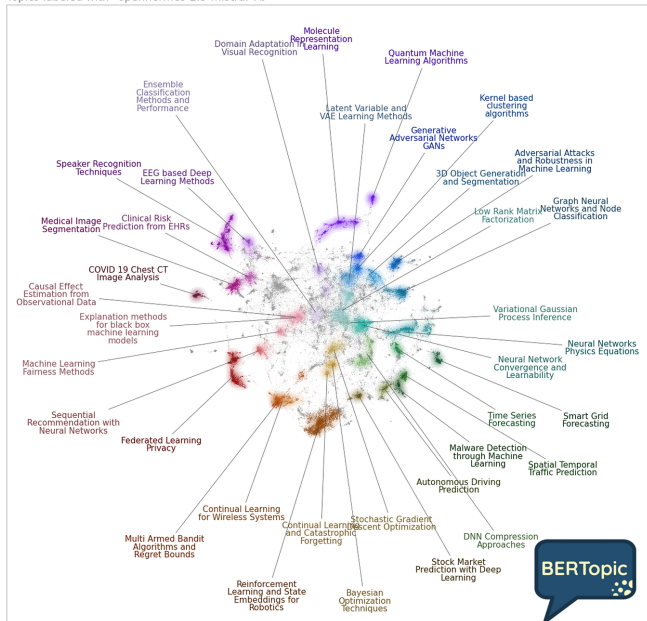 Molecule
Representation
Learning
Domain Adaptation in
Visual Recognition
Quantum Machine
Learning Algorithms
Ensemble
Classification
Methods and
Performance
Latent Variable and
VAE Learning Methods
Kernel based
clustering
algorithms
Generative
Adversarial Networks
GANs
Speaker Recognition
Techniques
EEG based Deep
Learning Methods
3D Object Generation
and Segmentation
Adversarial Attacks
and Robustness in
Machine Learning
Medical Image
Segmentation
Clinical Risk
Prediction from EHRs
Low Rank Matrix
Factorization
Graph Neural
Networks and Node
Classification
COVID 19 Chest CT
Image Analysis
Causal Effect
Estimation from
Observational Data
Explanation methods
for black box
machine learning
models
Variational Gaussian
Process Inference
Neural Networks
Physics Equations
Machine Learning
Fairness Methods
Neural Network
Convergence and
Learnability
Sequential
Recommendation with
Neural Networks
Federated Learning
Privacy
Time Series
Forecasting
Smart Grid
Forecasting
Malware Detection
through Machine
Learning
Spatial Temporal
Traffic Prediction
Autonomous Driving
Prediction
Continual Learning
for Wireless Systems
Continual Learning
and Catastrophic
Forgetting
Stochastic Gradient
Descent Optimization
Multi Armed Bandit
Algorithms and
Regret Bounds
DNN Compression
Approaches
Stock Market
Prediction with Deep
Learning
Reinforcement
Learning and State
Embeddings for
Robotics
Bayesian
Optimization
Techniques
BERTopic